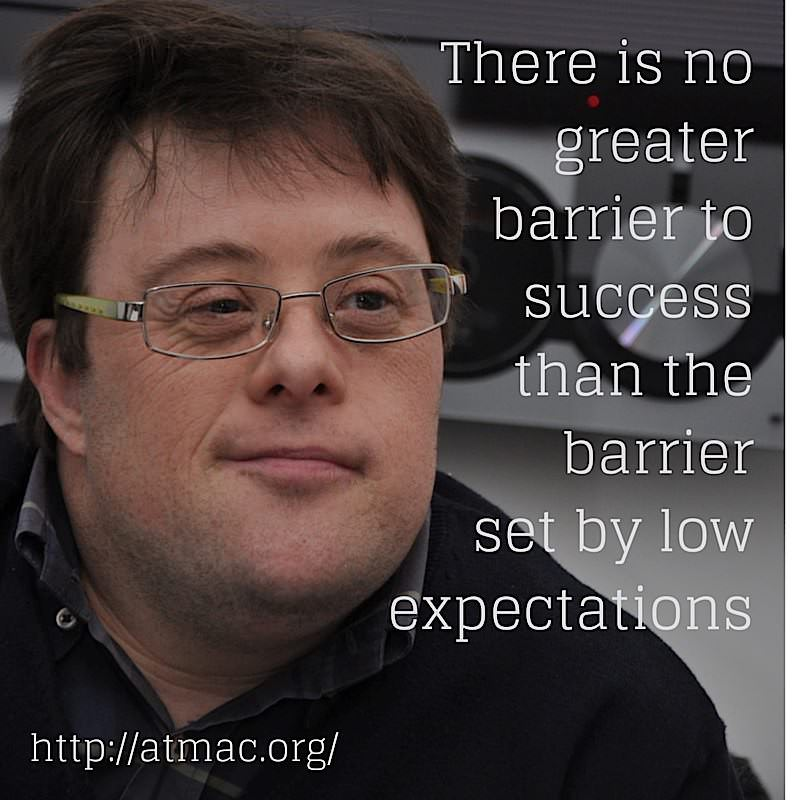 There is no
greater
barrier to
success
than the
barrier
set by low
expectations
http://atmac.org/